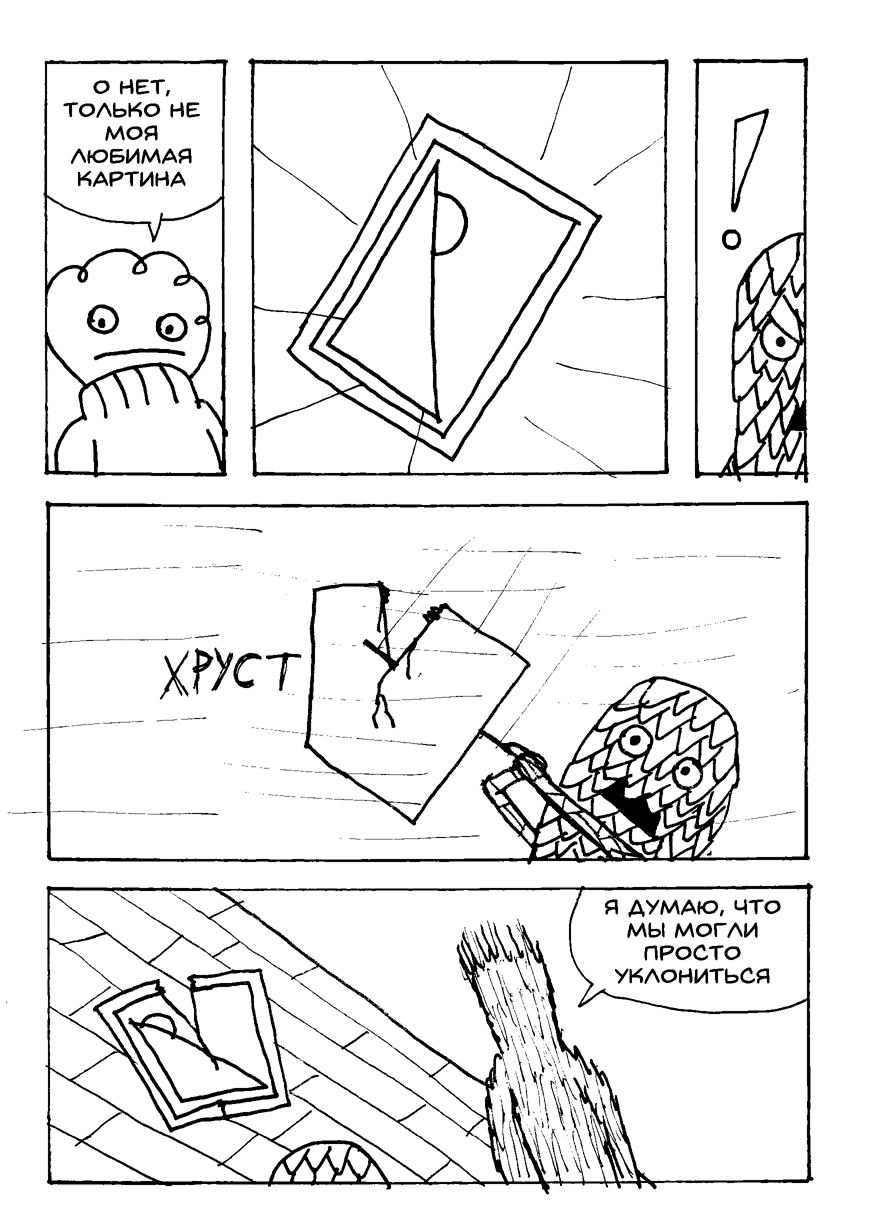 О НЕТ,
ТОЛЬКО НЕ
МОЯ
ЛЮБИМАЯ
КАРТИНА
!
ХРУСТ
Я ДУМАЮ, ЧТО
МЫ МОГЛИ
ПРОСТО
УКЛОНИТЬСЯ